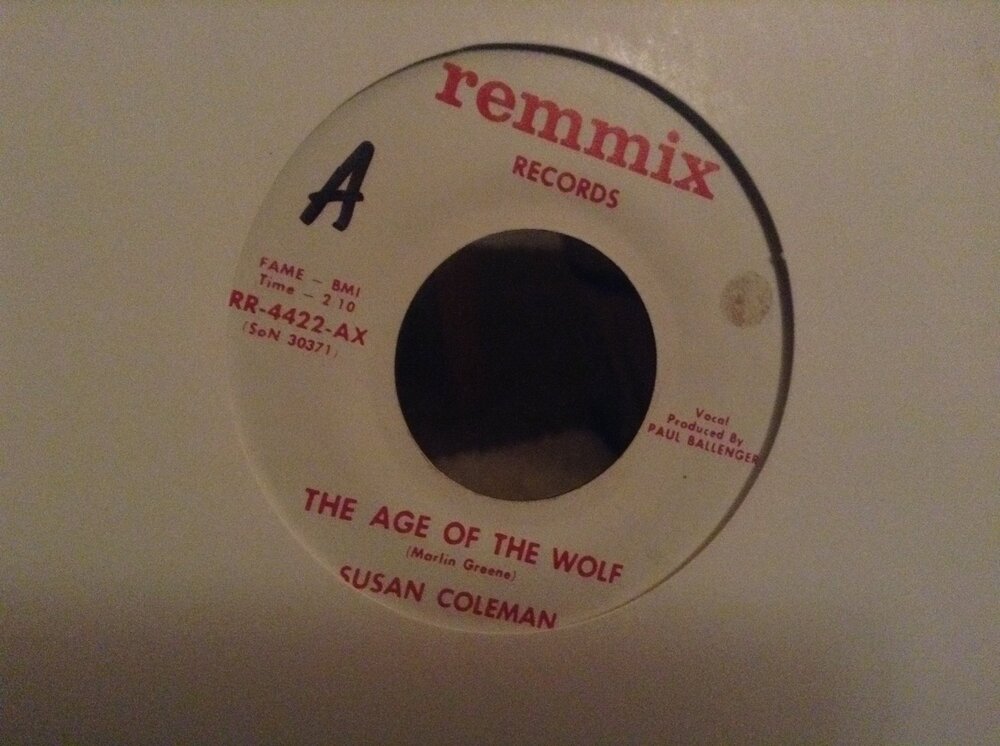 remmix
RECORDS
A
FAME - BMI
Time - 2 10
RR-4422-AX
(SoN 30371)
Vocal
Produced By
PAUL BALLENGER
THE AGE OF THE WOLF
(Marlin Greene)
SUSAN COLEMAN